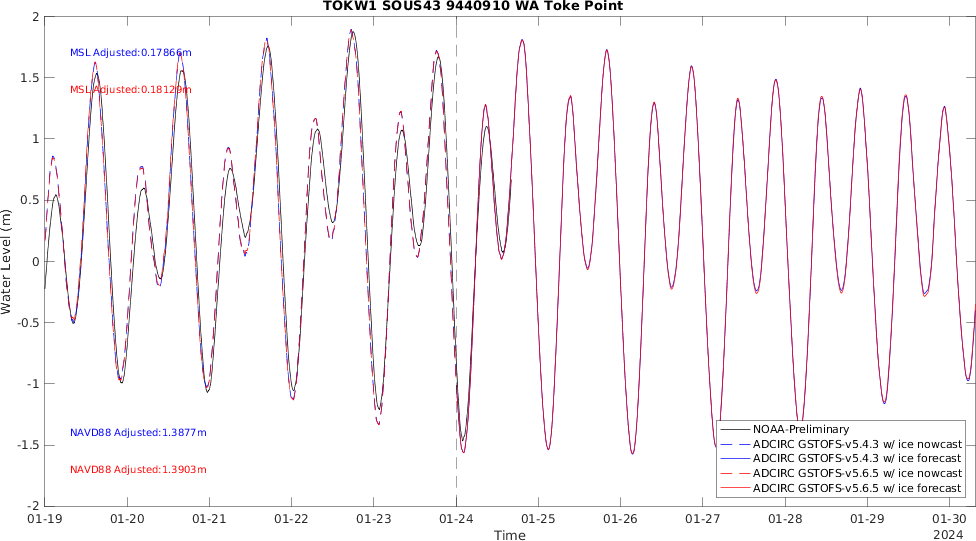 TOKW1 SOUS43 9440910 WA Toke Point
2
1.5
1
0.5
0
-0.5
-1
-1.5
-2
Water Level (m)
MSL Adjusted:0.17866m
MSL Adjusted:0.18129m
NAVD88 Adjusted:1.3877m
NAVD88 Adjusted:1.3903m
NOAA-Preliminary
ADCIRC GSTOFS-v5.4.3 w/ ice nowcast
ADCIRC GSTOFS-v5.4.3 w/ ice forecast
ADCIRC GSTOFS-v5.6.5 w/ ice nowcast
ADCIRC GSTOFS-v5.6.5 w/ ice forecast
01-19 01-20 01-21 01-22 01-23 01-24 01-25 01-26 01-27 01-28 01-29 01-30
Time
2024